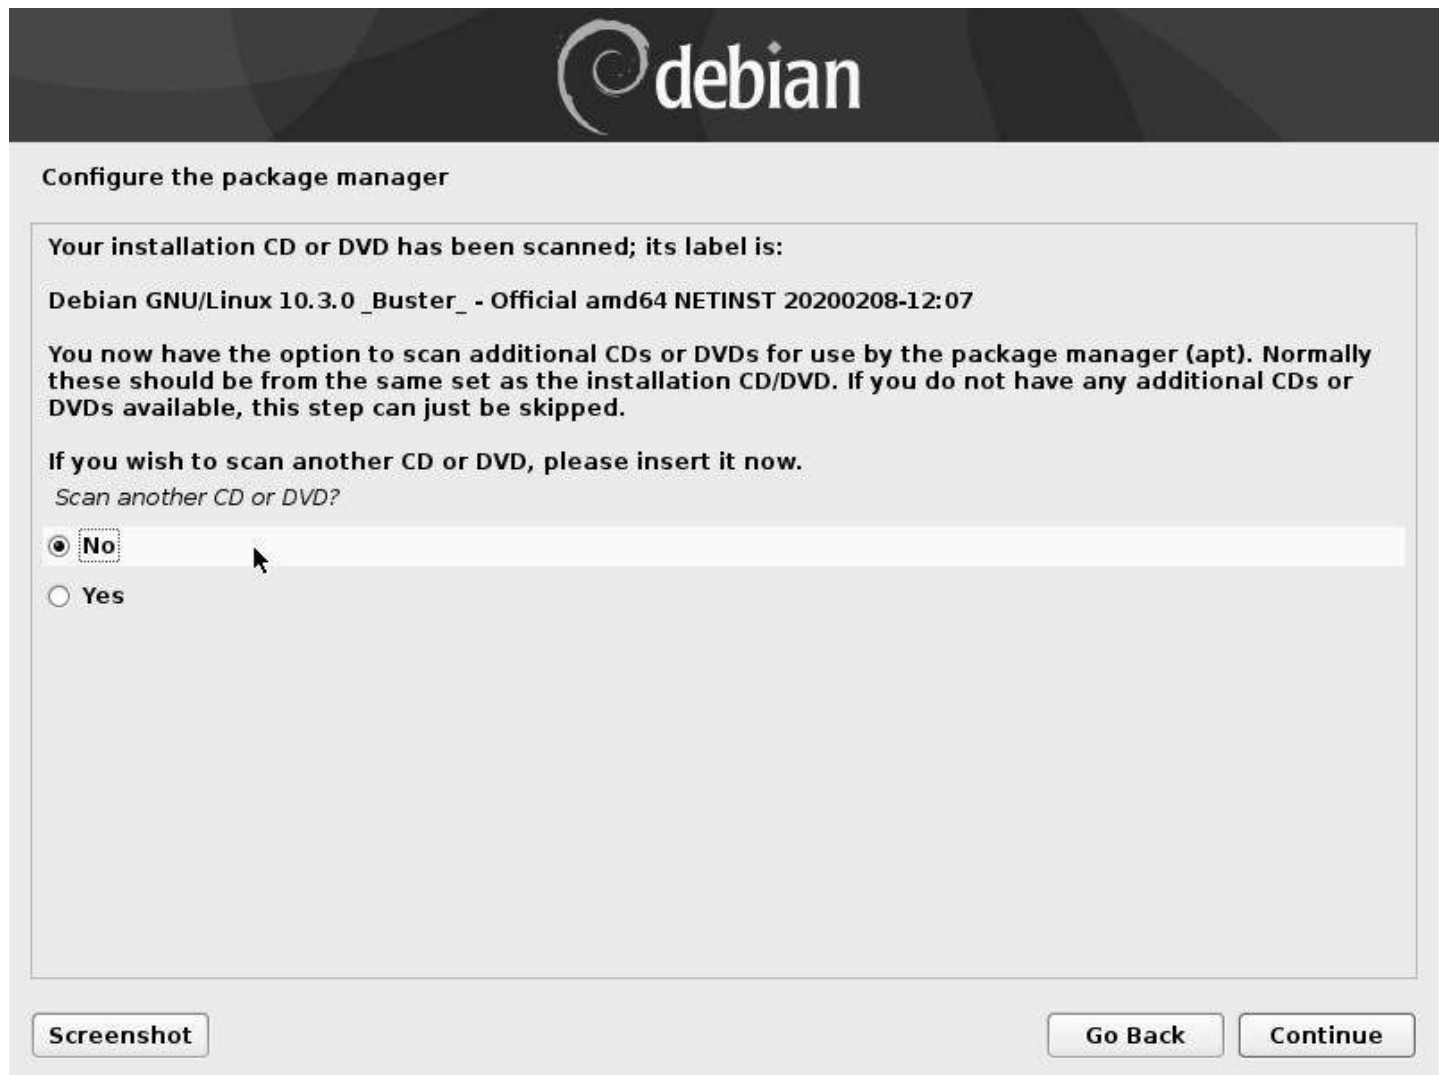 debian
Configure the package manager
Your installation CD or DVD has been scanned; its label is:
Debian GNU/Linux 10.3.0 _Buster_ - Official amd64 NETINST 20200208-12:07
You now have the option to scan additional CDs or DVDs for use by the package manager (apt). Normally
these should be from the same set as the installation CD/DVD. If you do not have any additional CDs or
DVDs available, this step can just be skipped.
If you wish to scan another CD or DVD, please insert it now.
Scan another CD or DVD?
No
Yes
Screenshot
Go Back
Continue